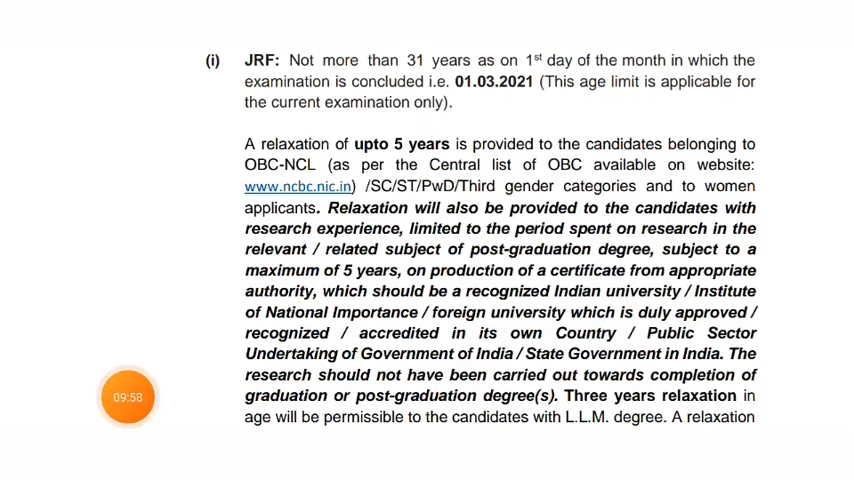 (i) JRF: Not more than 31 years as on 1st day of the month in which the
examination is concluded i.e. 01.03.2021 (This age limit is applicable for
the current examination only).
A relaxation of upto 5 years is provided to the candidates belonging to
OBC-NCL (as per the Central list of OBC available on website:
www.ncbc.nic.in) /SC/ST/PwD/Third gender categories and to women
applicants. Relaxation will also be provided to the candidates with
research experience, limited to the period spent on research in the
relevant / related subject of post-graduation degree, subject to a
maximum of 5 years, on production of a certificate from appropriate
authority, which should be a recognized Indian university / Institute
of National Importance / foreign university which is duly approved /
recognized / accredited in its own Country / Public Sector
Undertaking of Government of India / State Government in India. The
research should not have been carried out towards completion of
graduation or post-graduation degree(s). Three years relaxation in
age will be permissible to the candidates with L.L.M. degree. A relaxation
09:58